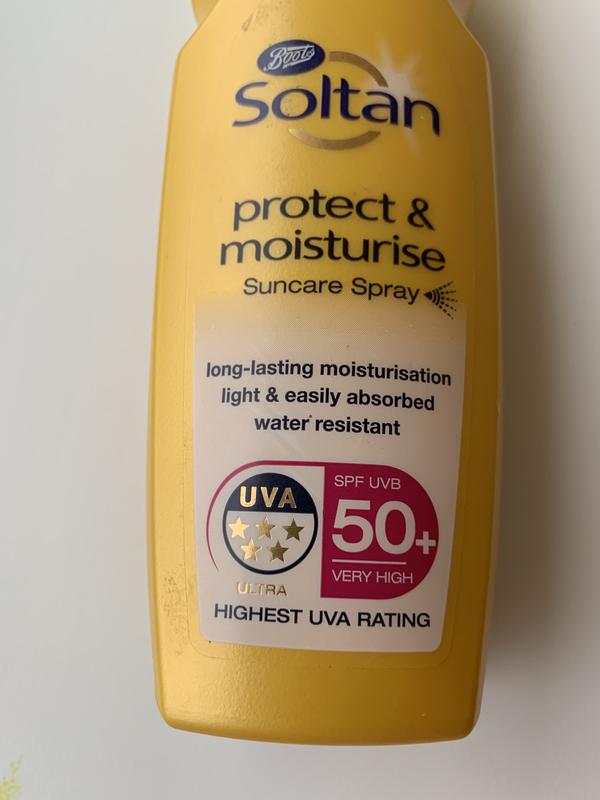 Boots
Soltan
protect &
moisturise
Suncare Spray
long-lasting moisturisation
light & easily absorbed
water resistant
UVA
ULTRA
SPF UVB
50+
VERY HIGH
HIGHEST UVA RATING